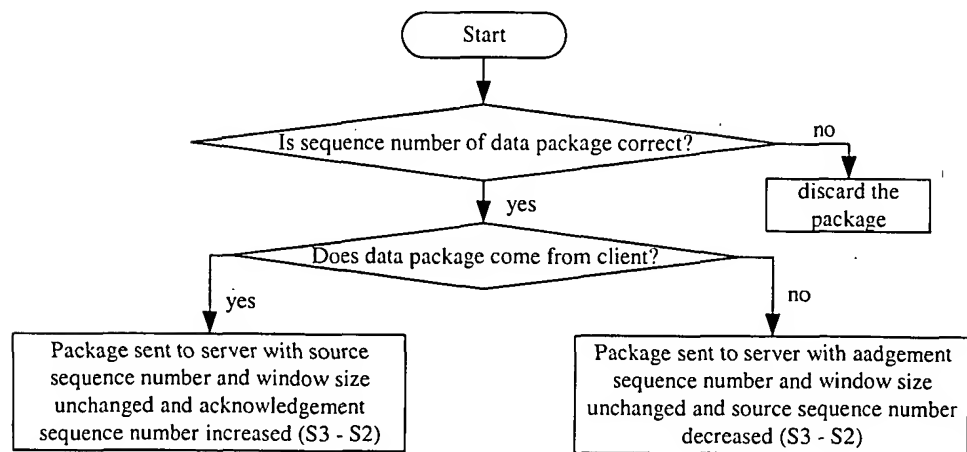 Start
Is sequence number of data package correct?
no
discard the
package
yes
Does data package come from client?
yes
no
Package sent to server with source
sequence number and window size
unchanged and acknowledgement
sequence number increased (S3 - S2)
Package sent to server with aadgement
sequence number and window size
unchanged and source sequence number
decreased (S3 - S2)